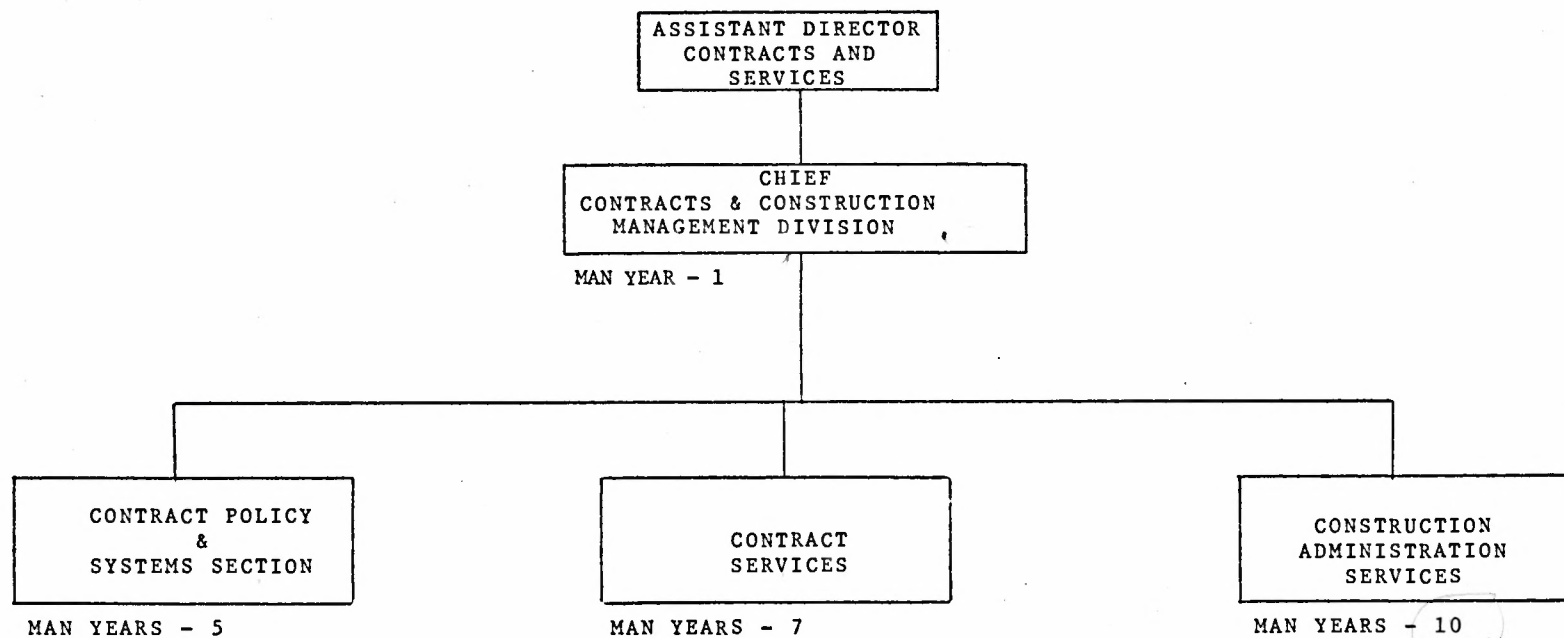 ASSISTANT DIRECTOR
CONTRACTS AND
SERVICES
CHIEF
CONTRACTS & CONSTRUCTION
MANAGEMENT DIVISION
MAN YEAR - 1
CONTRACT POLICY
&
SYSTEMS SECTION
MAN YEARS - 5
CONTRACT
SERVICES
MAN YEARS - 7
CONSTRUCTION
ADMINISTRATION
SERVICES
MAN YEARS - 10